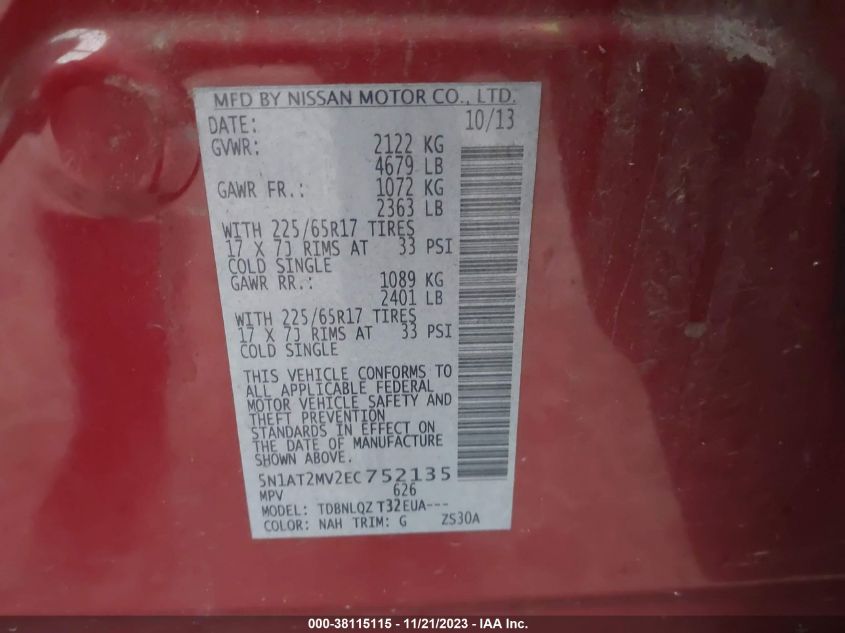 MFD BY NISSAN MOTOR CO., LTD.
DATE: 10/13
GVWR: 2122 KG
4679 LB
GAWR FR.: 1072 KG
2363 LB
WITH 225/65R17 TIRES
17 X 7J RIMS AT 33 PSI
COLD SINGLE
GAWR RR.: 1089 KG
2401 LB
WITH 225/65R17 TIRES
17 X 7J RIMS AT 33 PSI
COLD SINGLE
THIS VEHICLE CONFORMS TO
ALL APPLICABLE FEDERAL
MOTOR VEHICLE SAFETY AND
THEFT PREVENTION
STANDARDS IN EFFECT ON
THE DATE OF MANUFACTURE
SHOWN ABOVE.
5N1AT2MV2EC752135
MPV 626
MODEL: TDBNLQZ T32EUA---
COLOR: NAH TRIM: G ZS30A
000-38115115 - 11/21/2023 - IAA Inc.